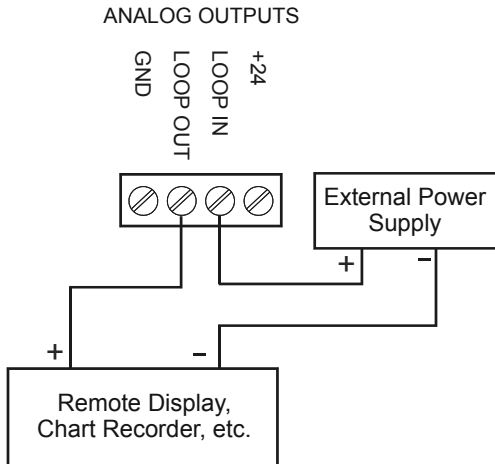 ANALOG OUTPUTS
GND
LOOP OUT
LOOP IN
+24
External Power
Supply
+ -
+ -
Remote Display,
Chart Recorder, etc.